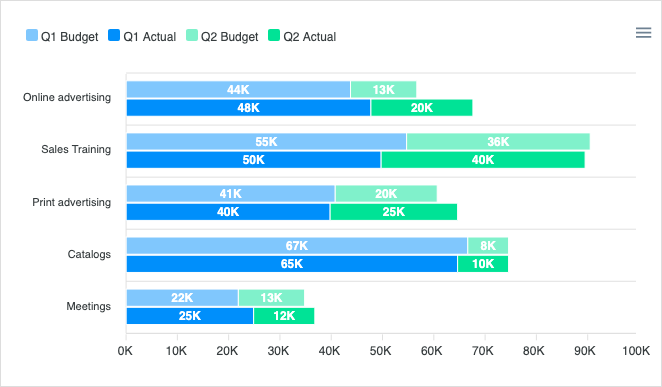 Q1 Budget Q1 Actual Q2 Budget Q2 Actual
44K 13K
Online advertising
48K 20K
55K 36K
Sales Training
50K 40K
41K 20K
Print advertising
40K 25K
67K 8K
Catalogs
65K 10K
22K 13K
Meetings
25K 12K
0K 10K 20K 30K 40K 50K 60K 70K 80K 90K 100K